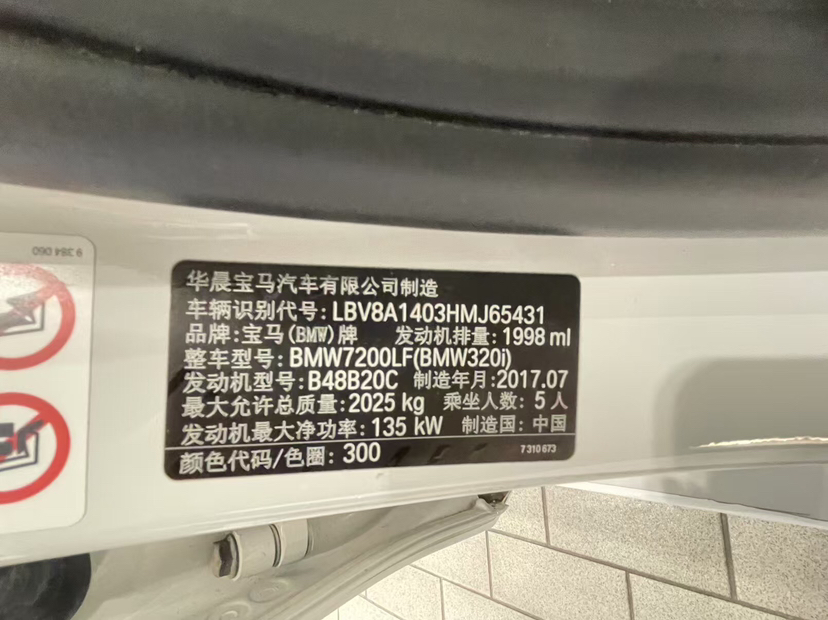 9 384 060
华晨宝马汽车有限公司制造
车辆识别代号: LBV8A1403HMJ65431
品牌:宝马(BMW)牌 发动机排量: 1998 ml
整车型号: BMW7200LF(BMW320i)
发动机型号: B48B20C 制造年月: 2017.07
最大允许总质量: 2025 kg 乘坐人数: 5 人
发动机最大净功率: 135 kW 制造国: 中国
颜色代码/色圈: 300 7 310 673